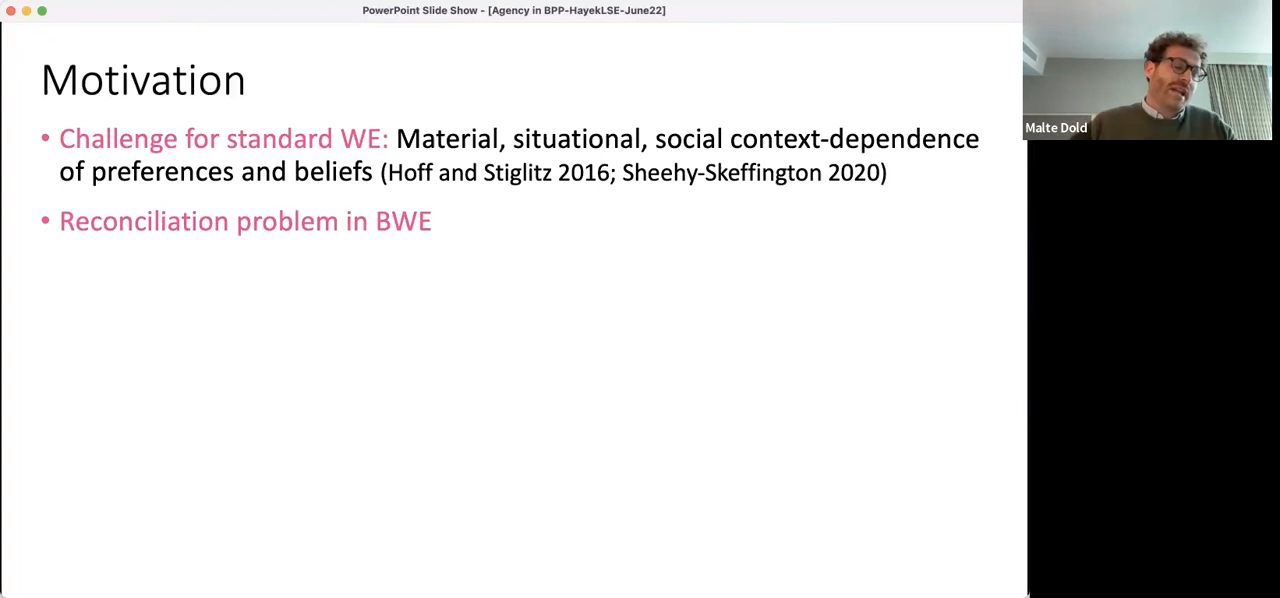 PowerPoint Slide Show - [Agency in BPP-HayekLSE-June22]
Motivation
• Challenge for standard WE: Material, situational, social context-dependence
of preferences and beliefs (Hoff and Stiglitz 2016; Sheehy-Skeffington 2020)
• Reconciliation problem in BWE
Malte Dold